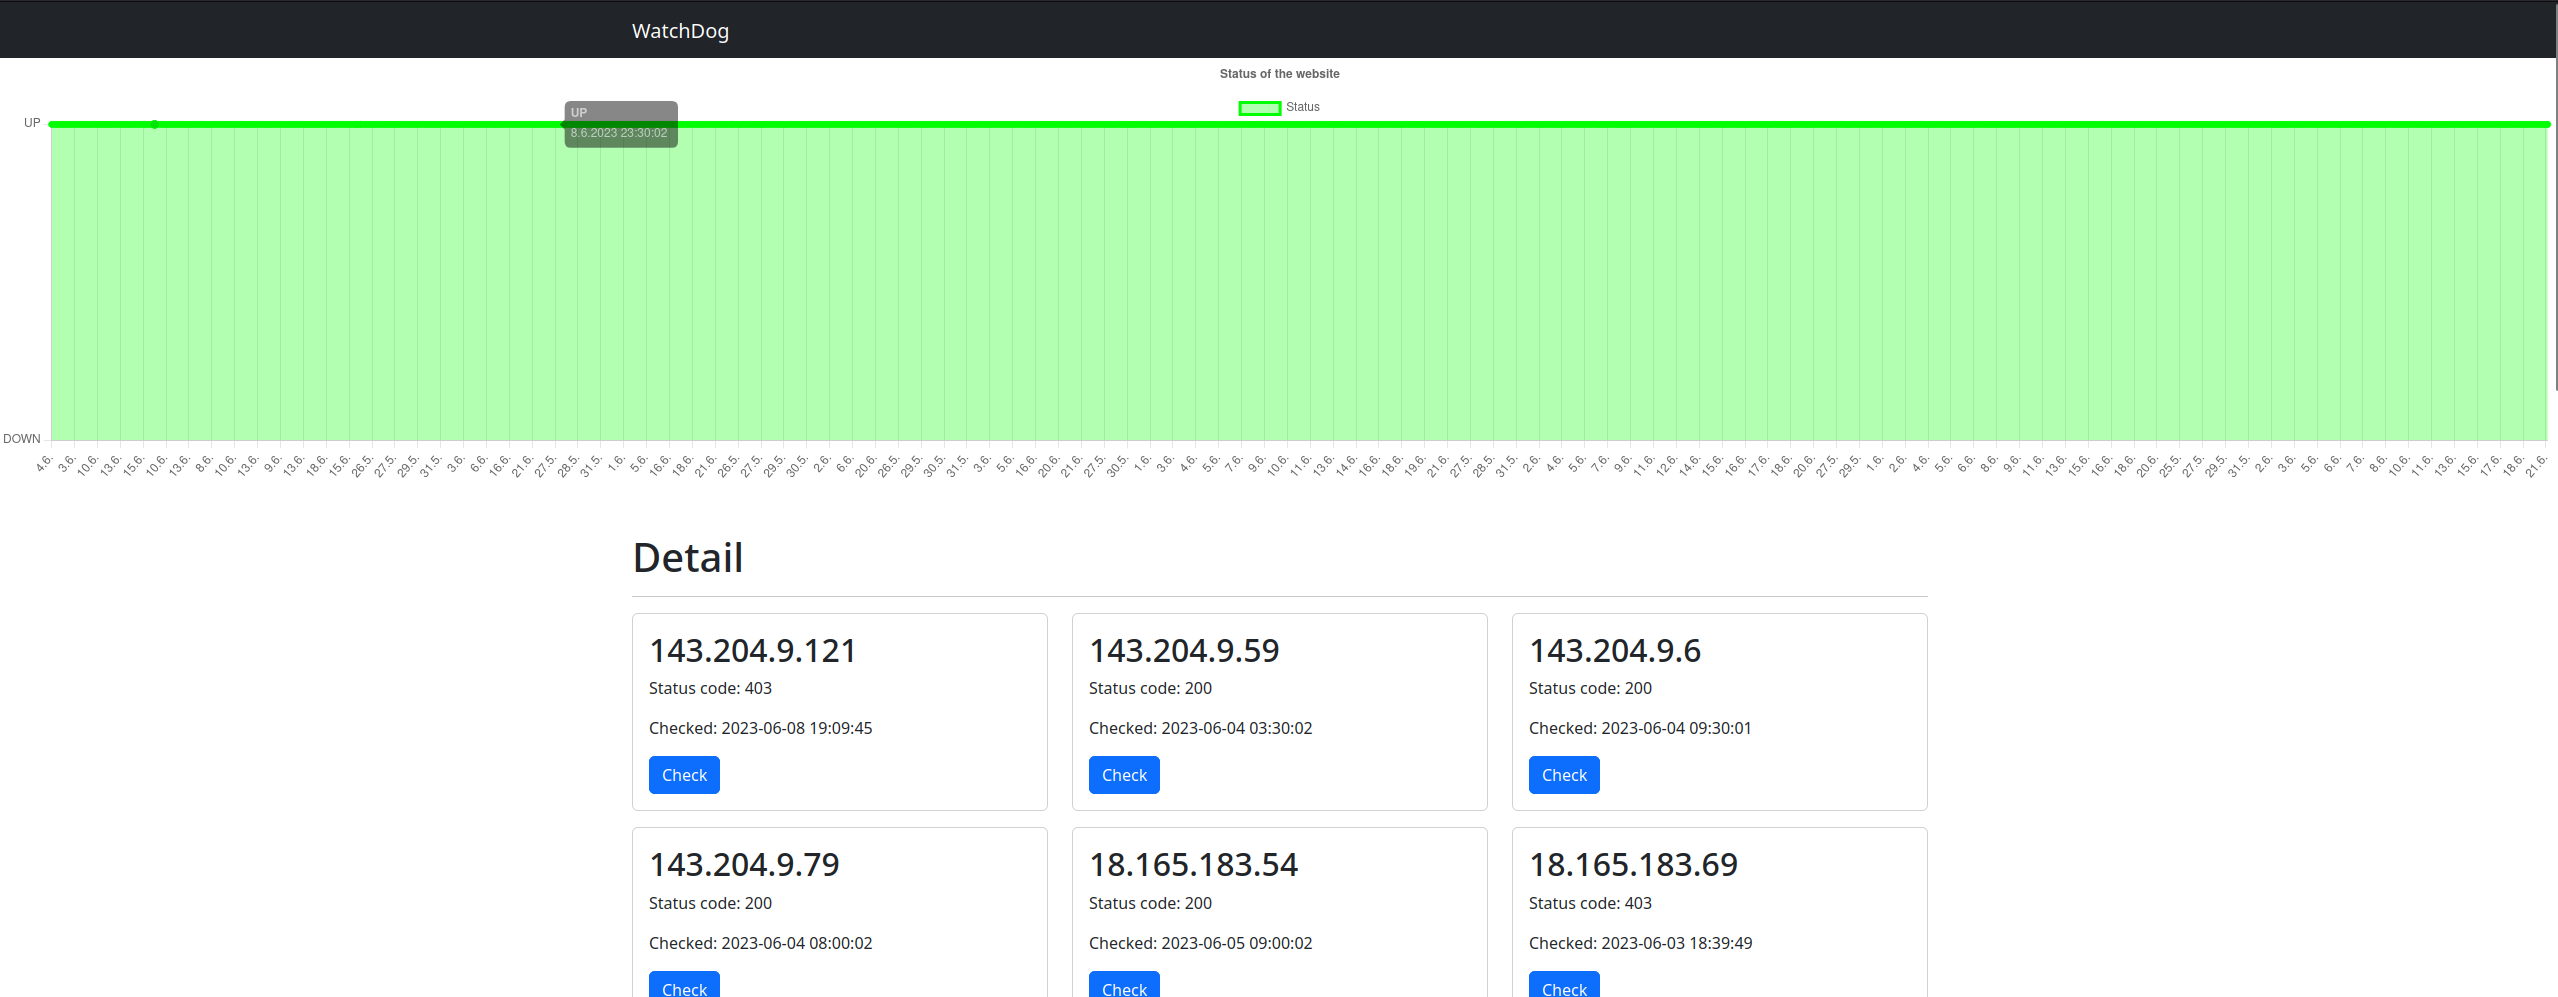 WatchDog
Status of the website
Status
UP
UP
8.6.2023 23:30:02
DOWN
4.6. 3.6. 10.6. 13.6. 15.6. 10.6. 13.6. 8.6. 10.6. 13.6. 9.6. 13.6. 18.6. 15.6. 26.5. 27.5. 29.5. 31.5. 3.6. 6.6. 16.6. 21.6. 27.5. 28.5. 31.5. 1.6. 5.6. 16.6. 18.6. 21.6. 26.5. 27.5. 29.5. 30.5. 2.6. 6.6. 20.6. 26.5. 29.5. 30.5. 31.5. 3.6. 5.6. 16.6. 20.6. 21.6. 27.5. 30.5. 1.6. 3.6. 4.6. 5.6. 7.6. 9.6. 10.6. 11.6. 13.6. 14.6. 16.6. 18.6. 19.6. 21.6. 27.5. 28.5. 31.5. 2.6. 4.6. 5.6. 7.6. 9.6. 11.6. 12.6. 14.6. 15.6. 16.6. 17.6. 18.6. 20.6. 27.5. 29.5. 1.6. 2.6. 4.6. 5.6. 6.6. 8.6. 9.6. 11.6. 13.6. 15.6. 16.6. 18.6. 20.6. 25.5. 27.5. 29.5. 31.5. 2.6. 3.6. 5.6. 6.6. 7.6. 8.6. 10.6. 11.6. 13.6. 15.6. 17.6. 18.6. 21.6.
Detail
143.204.9.121
Status code: 403
Checked: 2023-06-08 19:09:45
Check
143.204.9.59
Status code: 200
Checked: 2023-06-04 03:30:02
Check
143.204.9.6
Status code: 200
Checked: 2023-06-04 09:30:01
Check
143.204.9.79
Status code: 200
Checked: 2023-06-04 08:00:02
Check
18.165.183.54
Status code: 200
Checked: 2023-06-05 09:00:02
Check
18.165.183.69
Status code: 403
Checked: 2023-06-03 18:39:49
Check